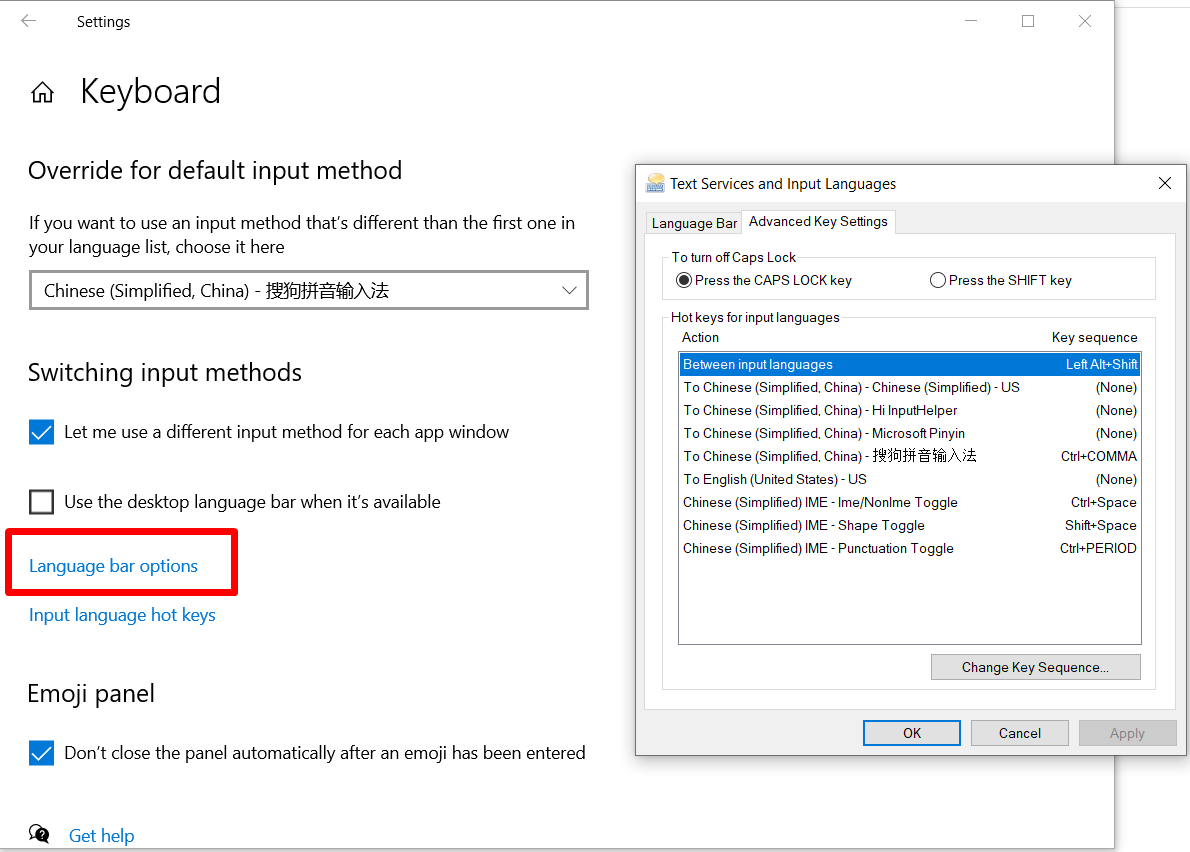 Settings
Keyboard
Override for default input method
If you want to use an input method that's different than the first one in
your language list, choose it here
Chinese (Simplified, China) - 搜狗拼音输入法
Switching input methods
Let me use a different input method for each app window
Use the desktop language bar when it's available
Language bar options
Input language hot keys
Emoji panel
Don't close the panel automatically after an emoji has been entered
Get help
Text Services and Input Languages
Language Bar Advanced Key Settings
To turn off Caps Lock
Press the CAPS LOCK key Press the SHIFT key
Hot keys for input languages
Action Key sequence
Between input languages Left Alt+Shift
To Chinese (Simplified, China) - Chinese (Simplified) - US (None)
To Chinese (Simplified, China) - Hi InputHelper (None)
To Chinese (Simplified, China) - Microsoft Pinyin (None)
To Chinese (Simplified, China) - 搜狗拼音输入法 Ctrl+COMMA
To English (United States) - US (None)
Chinese (Simplified) IME - Ime/NonIme Toggle Ctrl+Space
Chinese (Simplified) IME - Shape Toggle Shift+Space
Chinese (Simplified) IME - Punctuation Toggle Ctrl+PERIOD
Change Key Sequence...
OK Cancel Apply